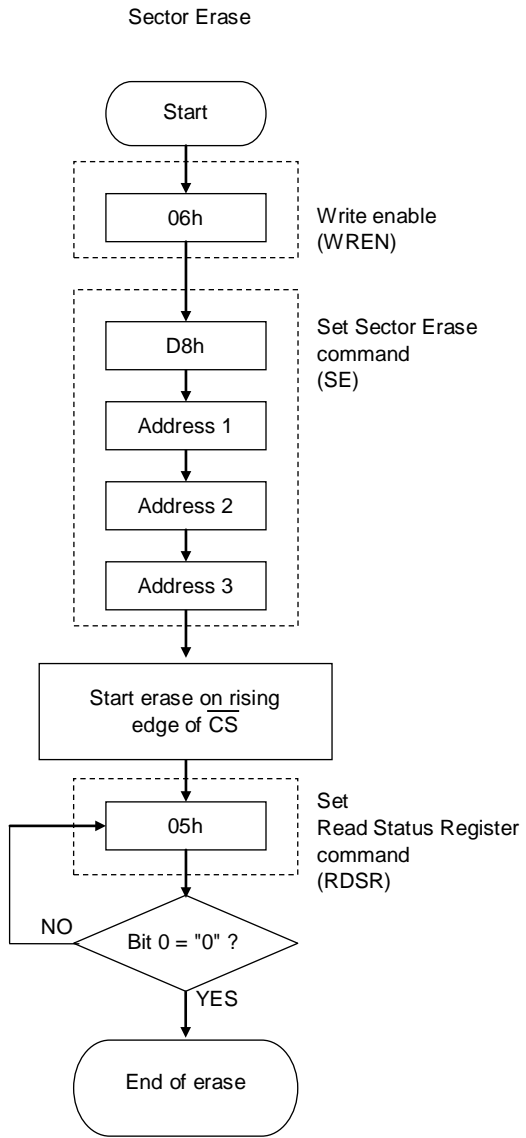 Sector Erase
Start
06h
Write enable
(WREN)
D8h
Set Sector Erase
command
(SE)
Address 1
Address 2
Address 3
Start erase on rising
edge of C̅S̅
05h
Set
Read Status Register
command
(RDSR)
NO
Bit 0 = "0" ?
YES
End of erase